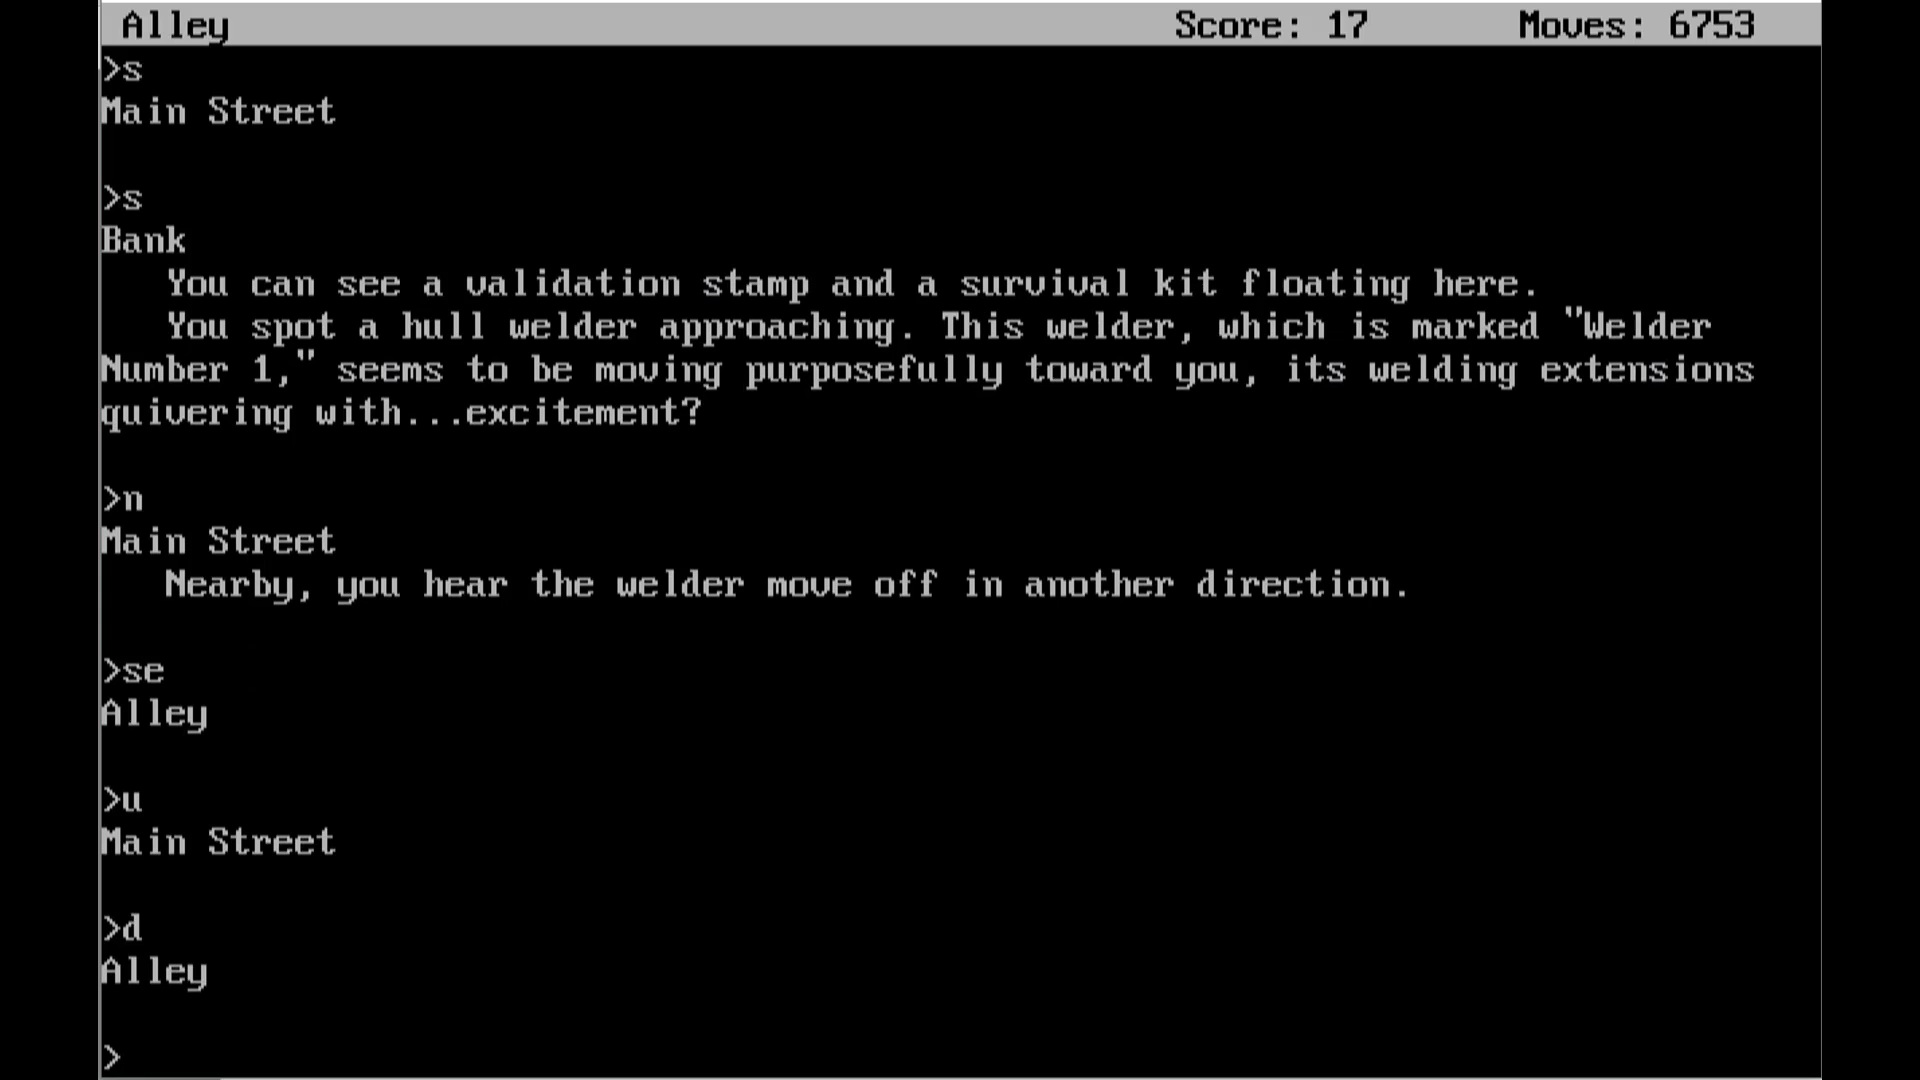 Alley Score: 17 Moves: 6753
>s
Main Street
>s
Bank
You can see a validation stamp and a survival kit floating here.
You spot a hull welder approaching. This welder, which is marked "Welder
Number 1," seems to be moving purposefully toward you, its welding extensions
quivering with...excitement?
>n
Main Street
Nearby, you hear the welder move off in another direction.
>se
Alley
>u
Main Street
>d
Alley
>